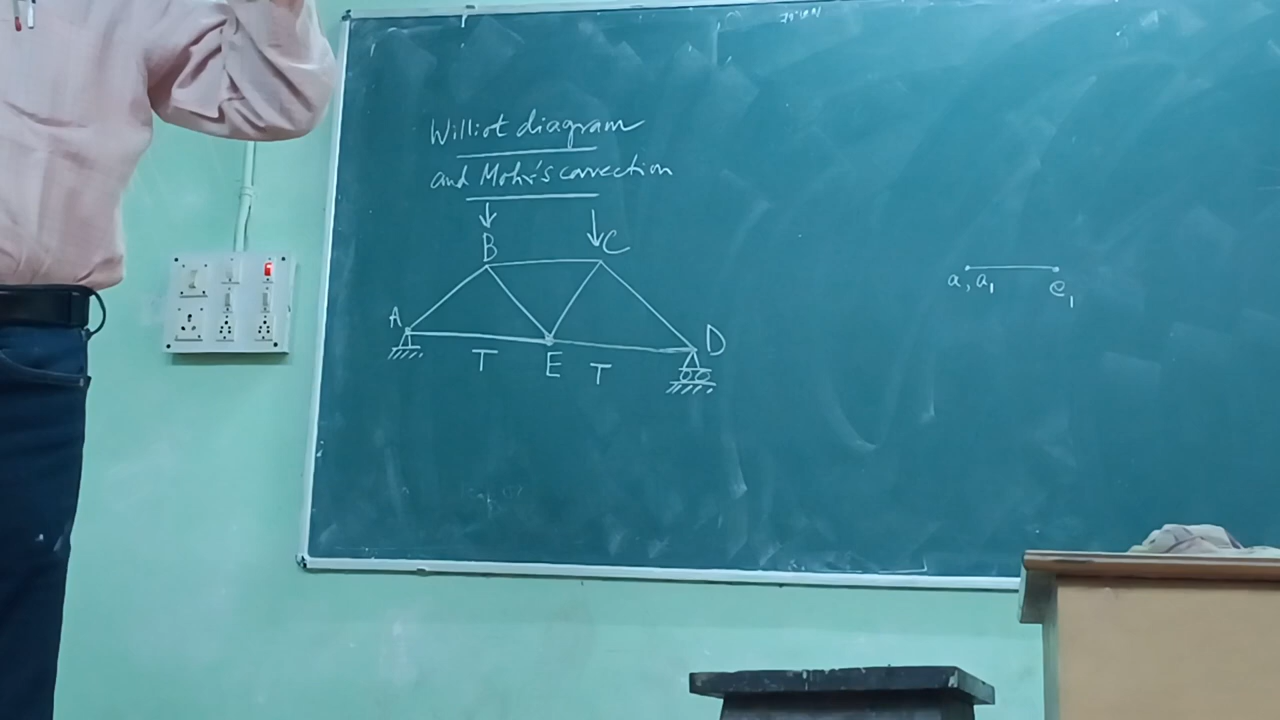 Williot diagram
and Mohr's correction
B
C
A
D
T
E
T
a, a₁
e₁